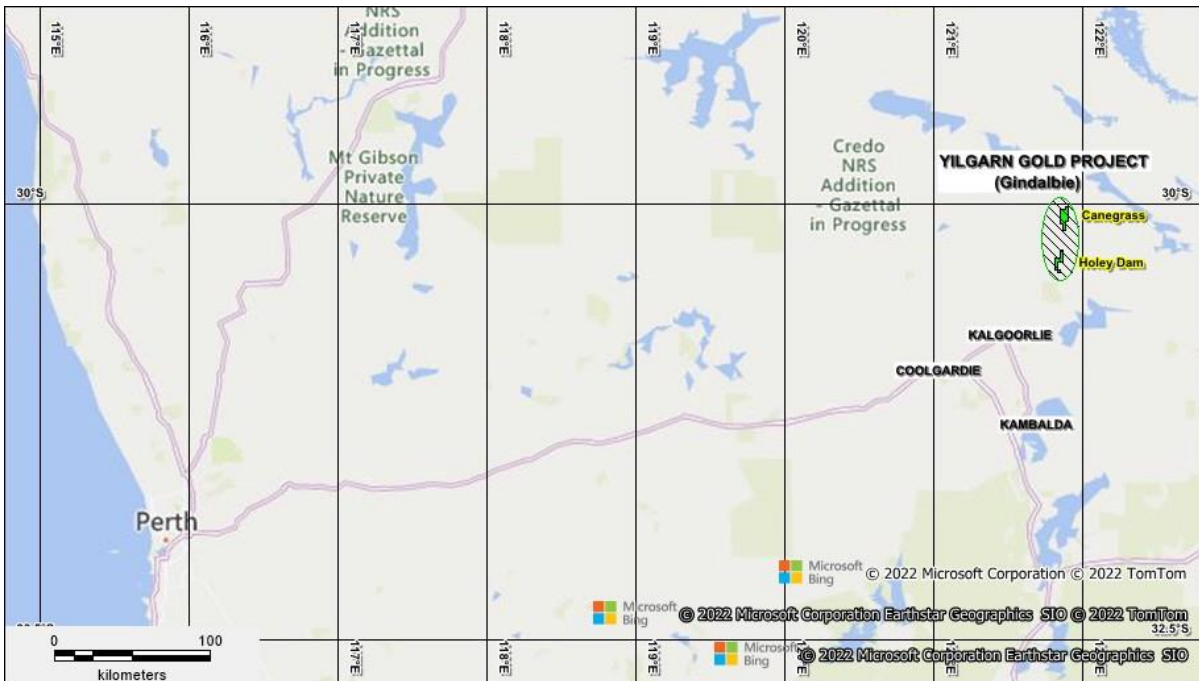 115°E
116°E
117°E
118°E
119°E
120°E
121°E
122°E
NRS
Addition
- Gazettal
in Progress
Mt Gibson
Private
Nature
Reserve
Credo
NRS
Addition
- Gazettal
in Progress
YILGARN GOLD PROJECT
(Gindalbie)
30°S
30°S
Canegrass
Holey Dam
KALGOORLIE
COOLGARDIE
KAMBALDA
Perth
Microsoft
Bing
© 2022 Microsoft Corporation © 2022 TomTom
Microsoft
Bing
© 2022 Microsoft Corporation Earthstar Geographics SIO © 2022 TomTom
32.5°S
Microsoft
Bing
© 2022 Microsoft Corporation Earthstar Geographics SIO
0 100
kilometers
117°E
118°E
119°E
120°E
121°E
122°E